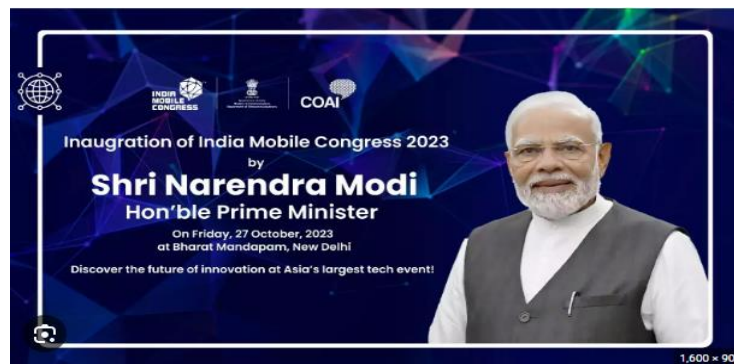 INDIA
MOBILE
CONGRESS
COAI
Inaugration of India Mobile Congress 2023
by
Shri Narendra Modi
Hon'ble Prime Minister
On Friday, 27 October, 2023
at Bharat Mandapam, New Delhi
Discover the future of innovation at Asia's largest tech event!
1,600 × 90